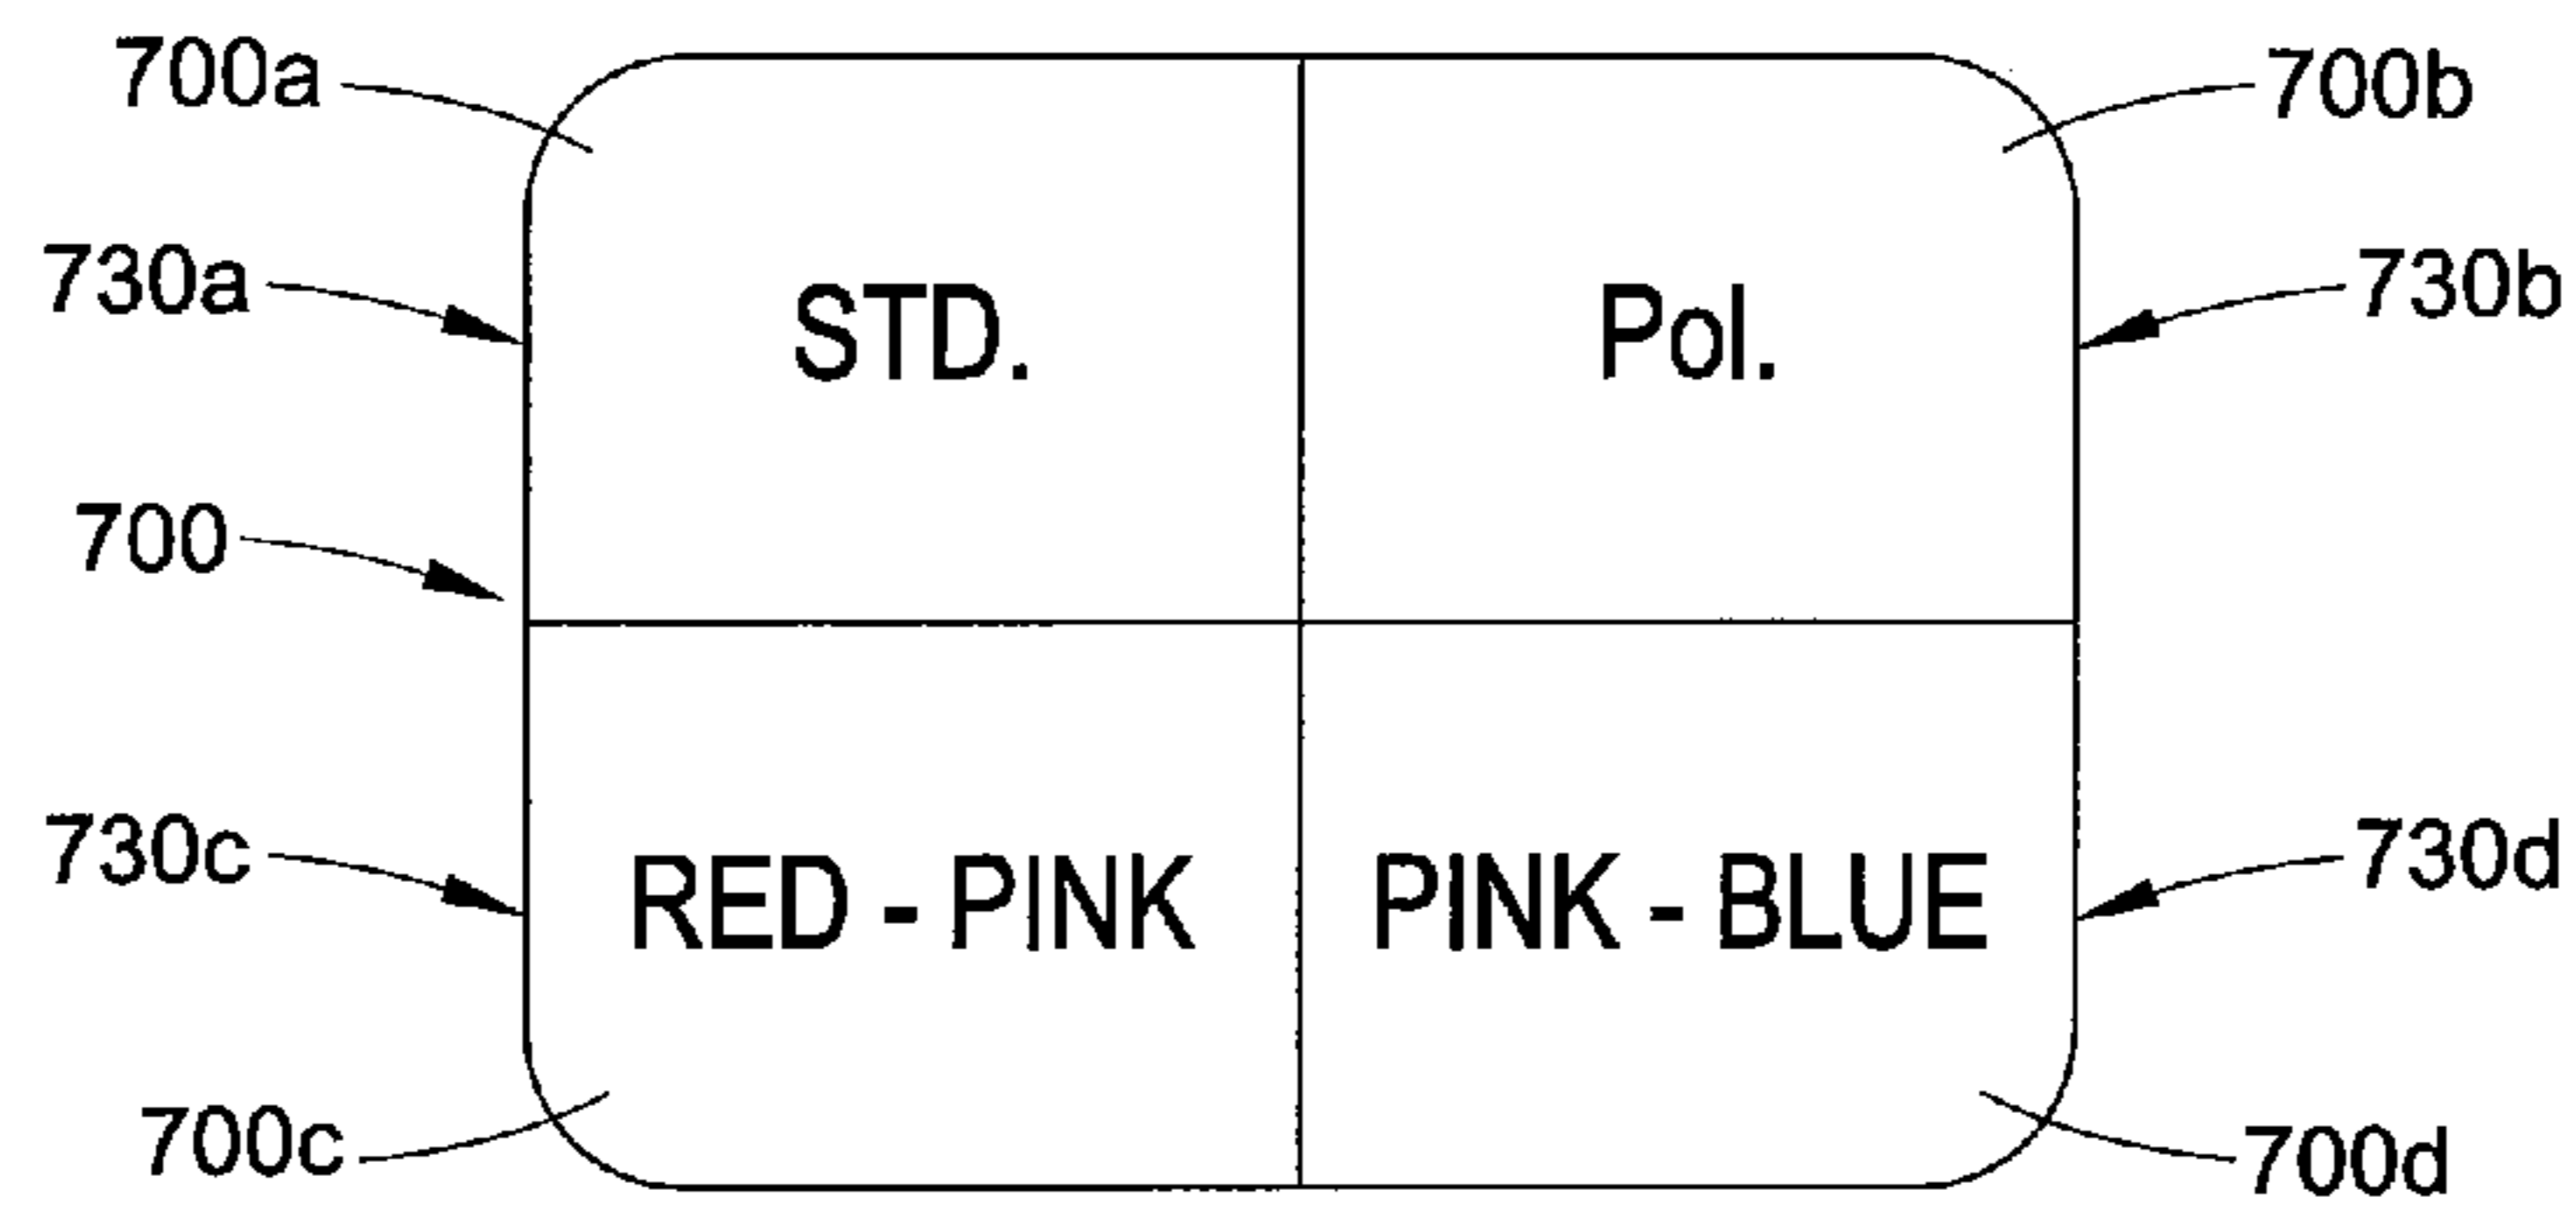 700a
700b
730a
STD.
Pol.
730b
700
730c
RED - PINK
PINK - BLUE
730d
700c
700d